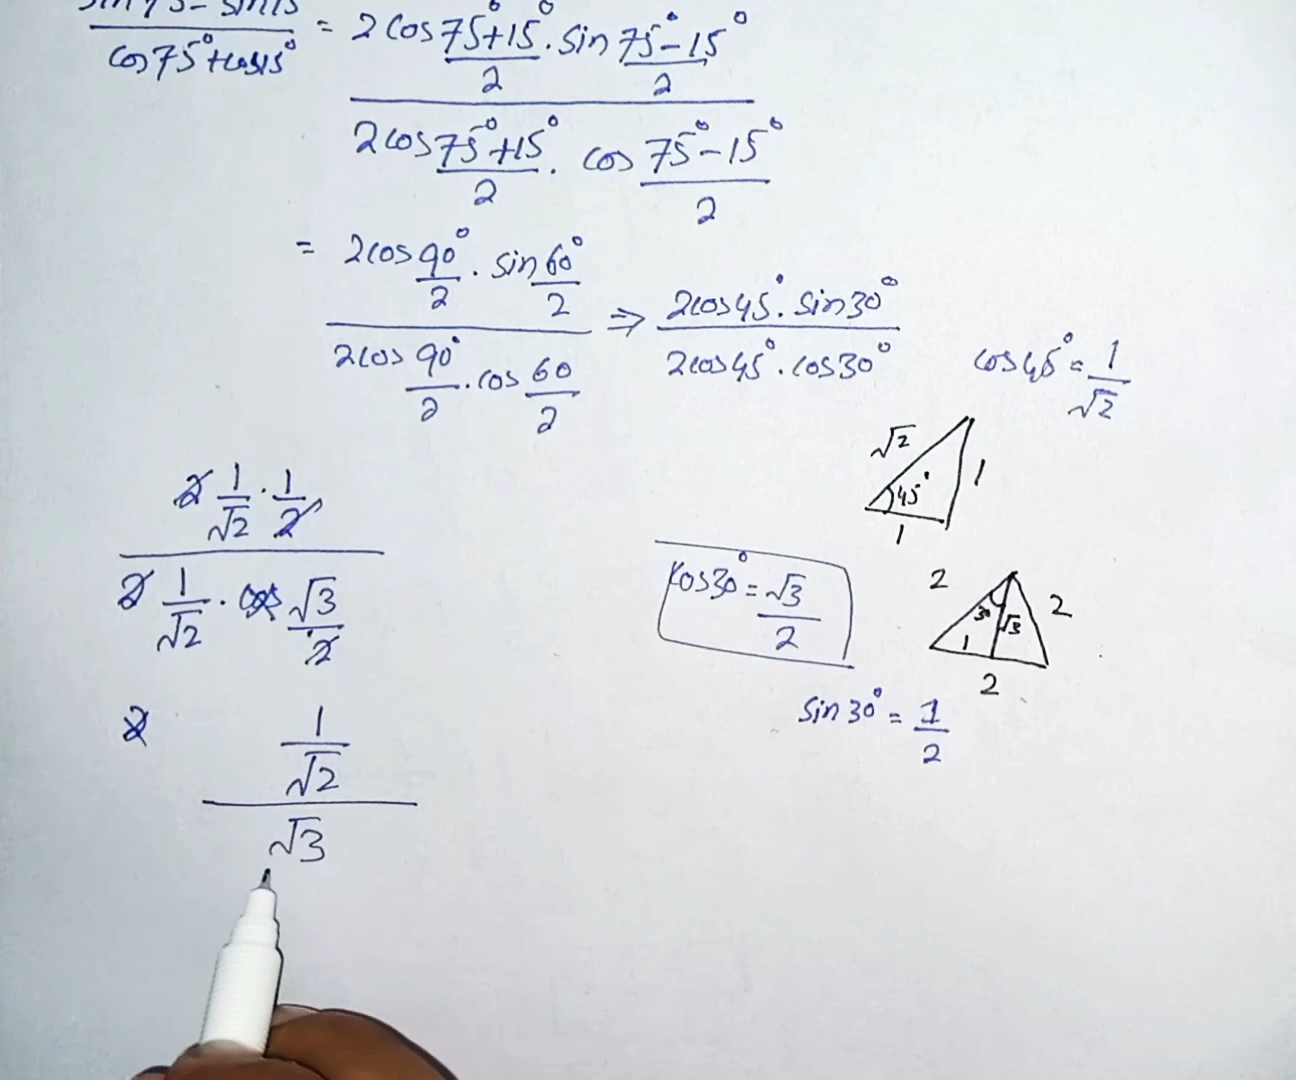 sin75-sin15/cos75°+cos15° = 2cos 75°+15°/2 . sin 75°-15°/2
2cos 75°+15°/2 . cos 75°-15°/2
= 2cos 90°/2 . sin 60°/2
2cos 90°/2 . cos 60/2
⇒ 2cos45°. sin30°
2cos45°. cos30°
cos45° = 1/√2
√2
45°
1
1
2 1/√2 . 1/2
2 1/√2 . √3/2
cos30° = √3/2
2
30
√3
1
2
2
sin30° = 1/2
2
1/√2
√3